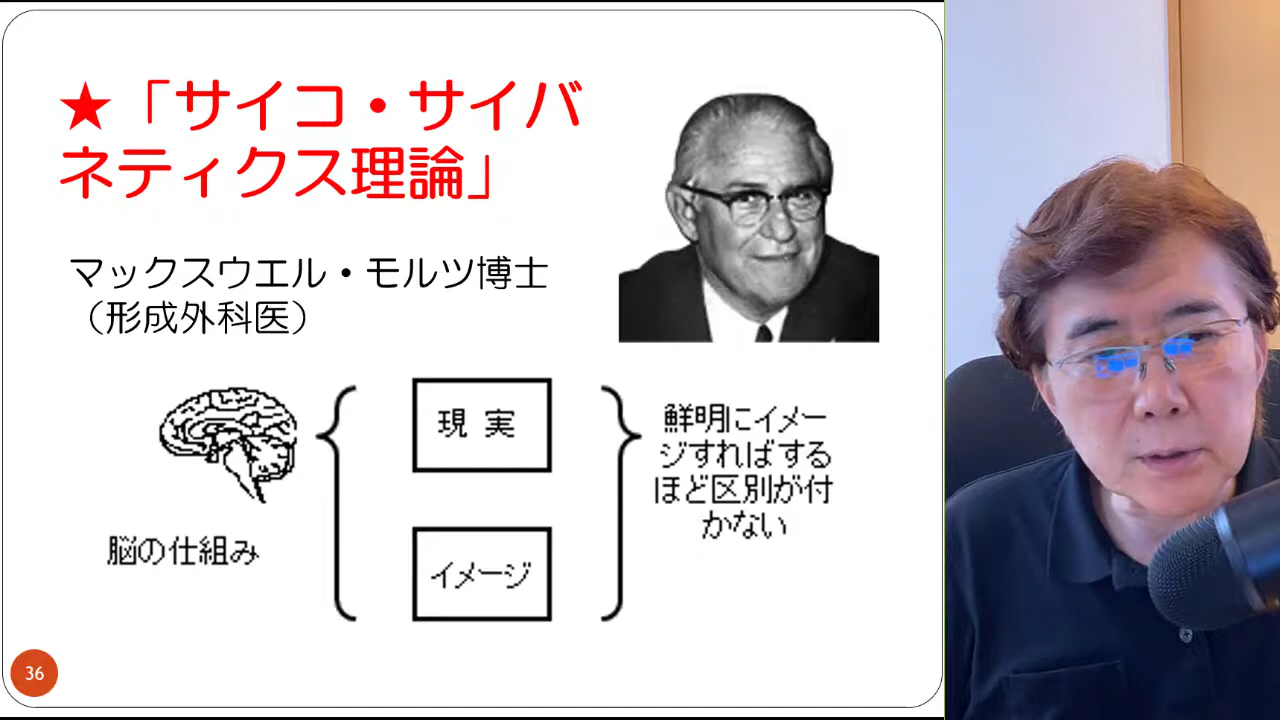 ★「サイコ・サイバ
ネティクス理論」
マックスウエル・モルツ博士
（形成外科医）
現 実
鮮明にイメー
ジすればする
ほど区別が付
かない
脳の仕組み
イメージ
36